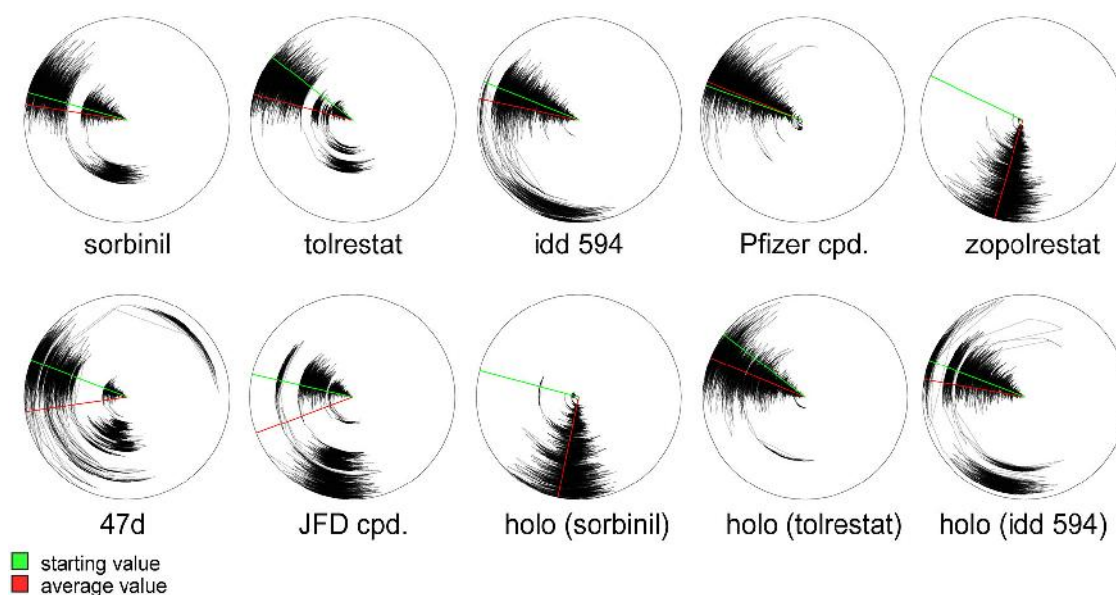 sorbinil tolrestat idd 594 Pfizer cpd. zopolrestat
47d JFD cpd. holo (sorbinil) holo (tolrestat) holo (idd 594)
starting value
average value